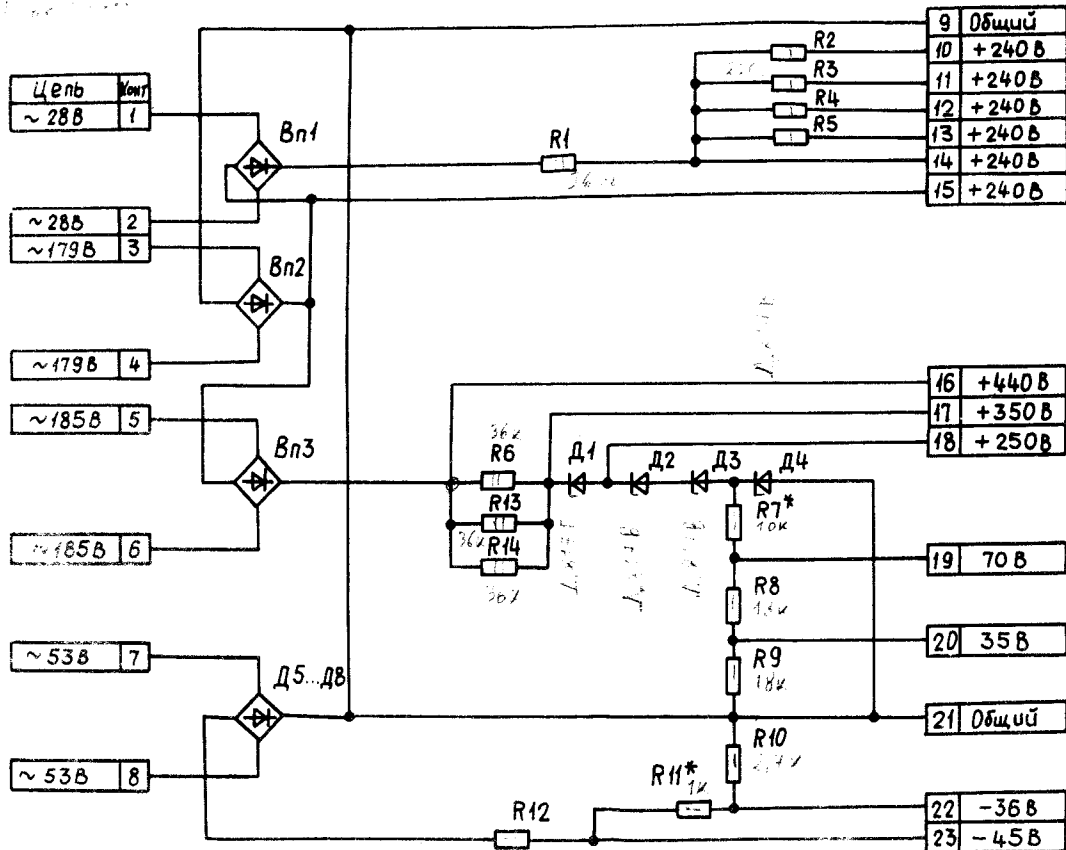 Цепь Конт
~28В 1
~28В 2
~179В 3
~179В 4
~185В 5
~185В 6
~53В 7
~53В 8
Вп1
Вп2
Вп3
Д5...Д8
R1
R2
R3
R4
R5
36к
R6
R13
36к
R14
36к
Д1
Д2
Д3
Д4
R7*
10к
R8
R9
18к
R10
2,7к
R11*
1к
R12
9 Общий
10 +240В
11 +240В
12 +240В
13 +240В
14 +240В
15 +240В
16 +440В
17 +350В
18 +250В
19 70В
20 35В
21 Общий
22 -36В
23 -45В